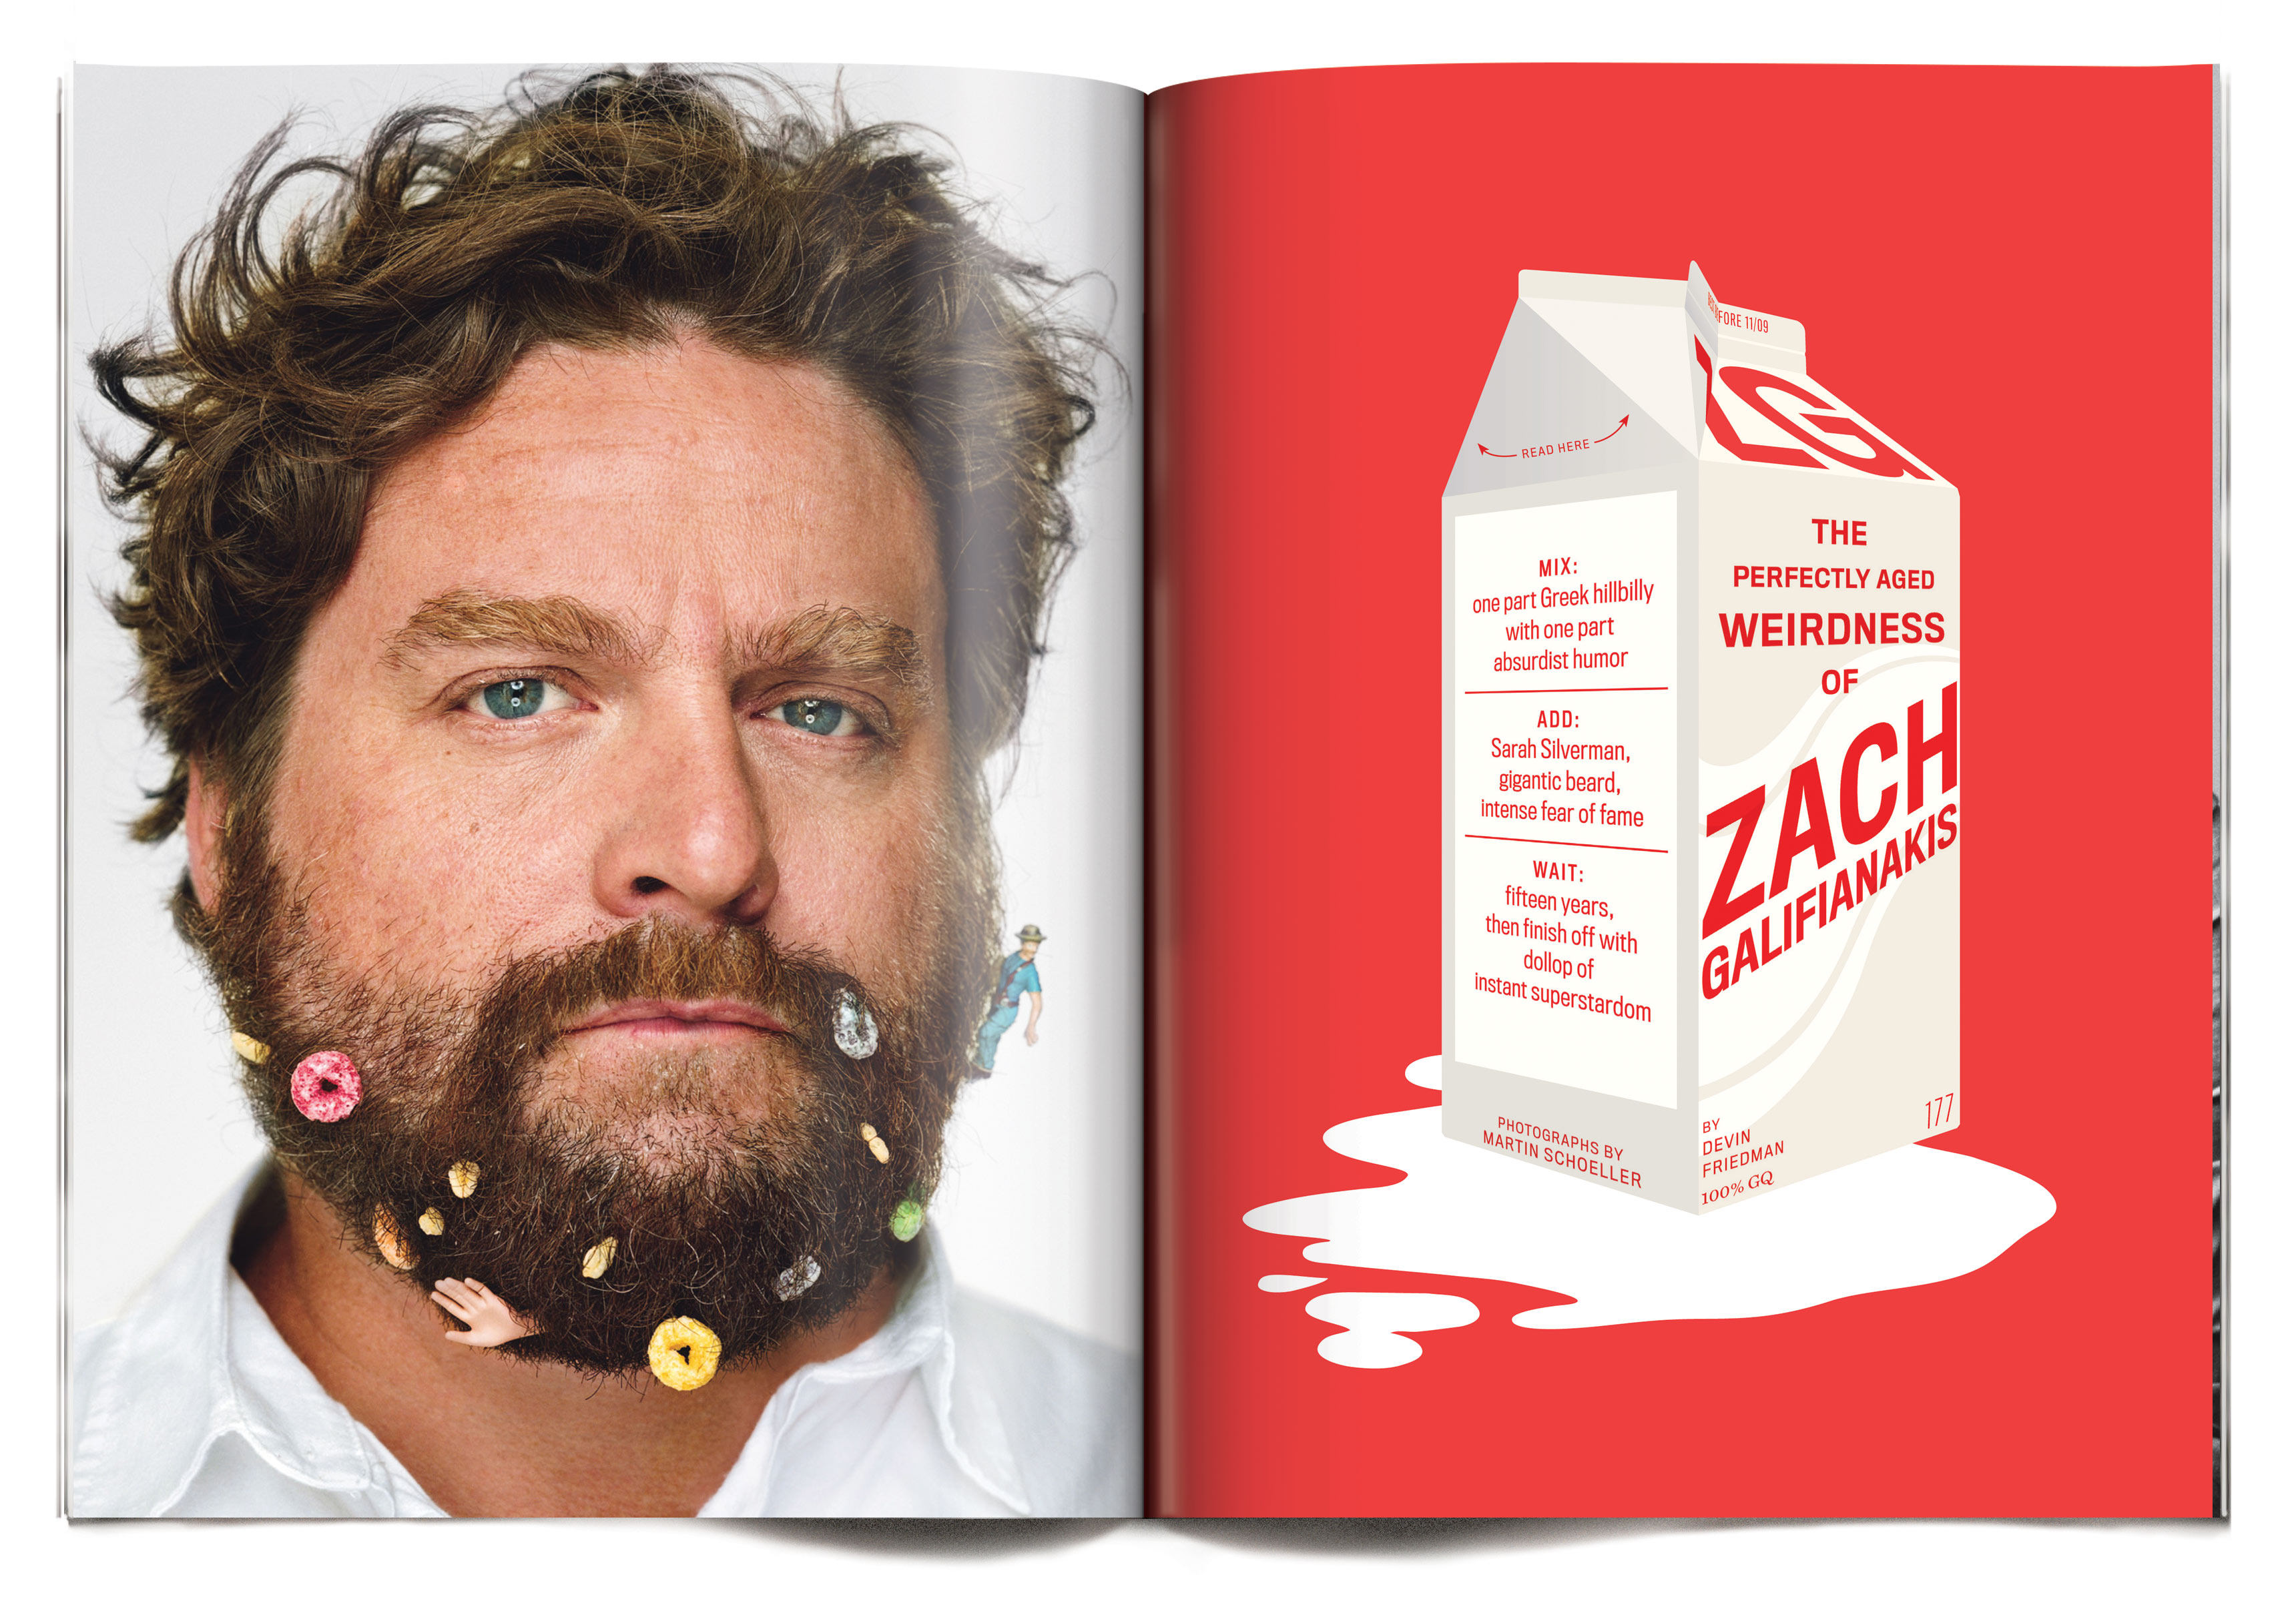 FORE 11/09
G
READ HERE
MIX:
one part Greek hillbilly
with one part
absurdist humor
ADD:
Sarah Silverman,
gigantic beard,
intense fear of fame
WAIT:
fifteen years,
then finish off with
dollop of
instant superstardom
PHOTOGRAPHS BY
MARTIN SCHOELLER
THE
PERFECTLY AGED
WEIRDNESS
OF
ZACH
GALIFIANAKIS
BY
DEVIN
FRIEDMAN
100% GQ
177